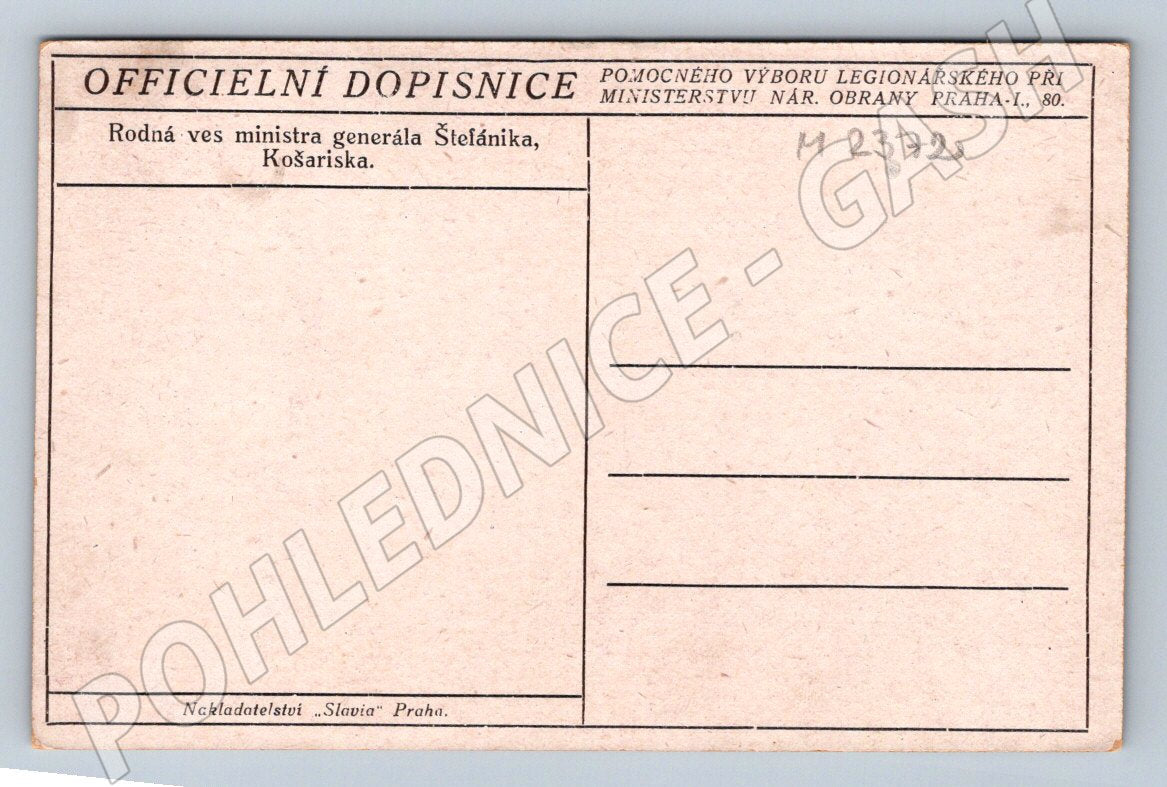 OFFICIELNÍ DOPISNICE
POMOCNÉHO VÝBORU LEGIONÁŘSKÉHO PŘI
MINISTERSTVU NÁR. OBRANY PRAHA-I., 80.
Rodná ves ministra generála Štefánika,
Košariska.
M 2372
Nakladatelství „Slavia“ Praha.
POHLEDNICE - GASH